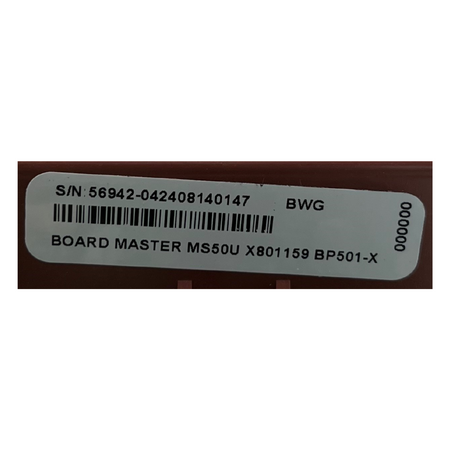 S/N: 56942-042408140147 BWG
BOARD MASTER MS50U X801159 BP501-X
000000